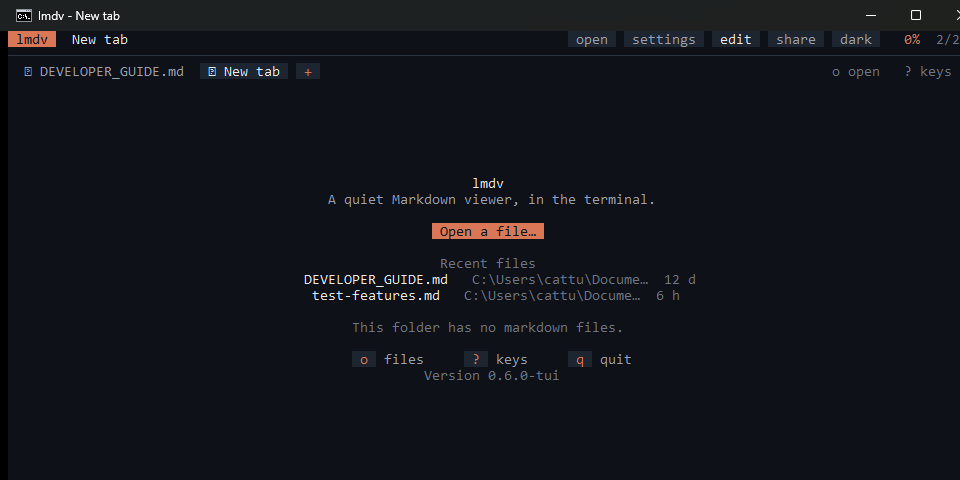 lmdv - New tab
lmdv New tab open settings edit share dark 0% 2/2
DEVELOPER_GUIDE.md New tab + o open ? keys
lmdv
A quiet Markdown viewer, in the terminal.
Open a file…
Recent files
DEVELOPER_GUIDE.md C:\Users\cattu\Docume… 12 d
test-features.md C:\Users\cattu\Docume… 6 h
This folder has no markdown files.
o files ? keys q quit
Version 0.6.0-tui